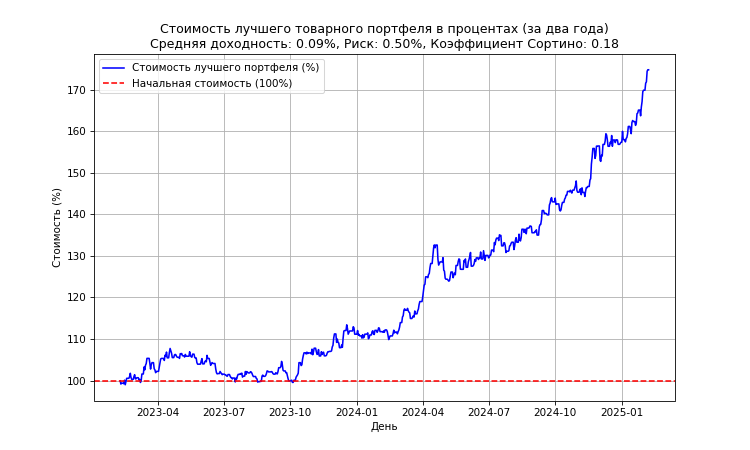 Стоимость лучшего товарного портфеля в процентах (за два года)
Средняя доходность: 0.09%, Риск: 0.50%, Коэффициент Сортино: 0.18
Стоимость лучшего портфеля (%)
Начальная стоимость (100%)
Стоимость (%)
170
160
150
140
130
120
110
100
2023-04 2023-07 2023-10 2024-01 2024-04 2024-07 2024-10 2025-01
День